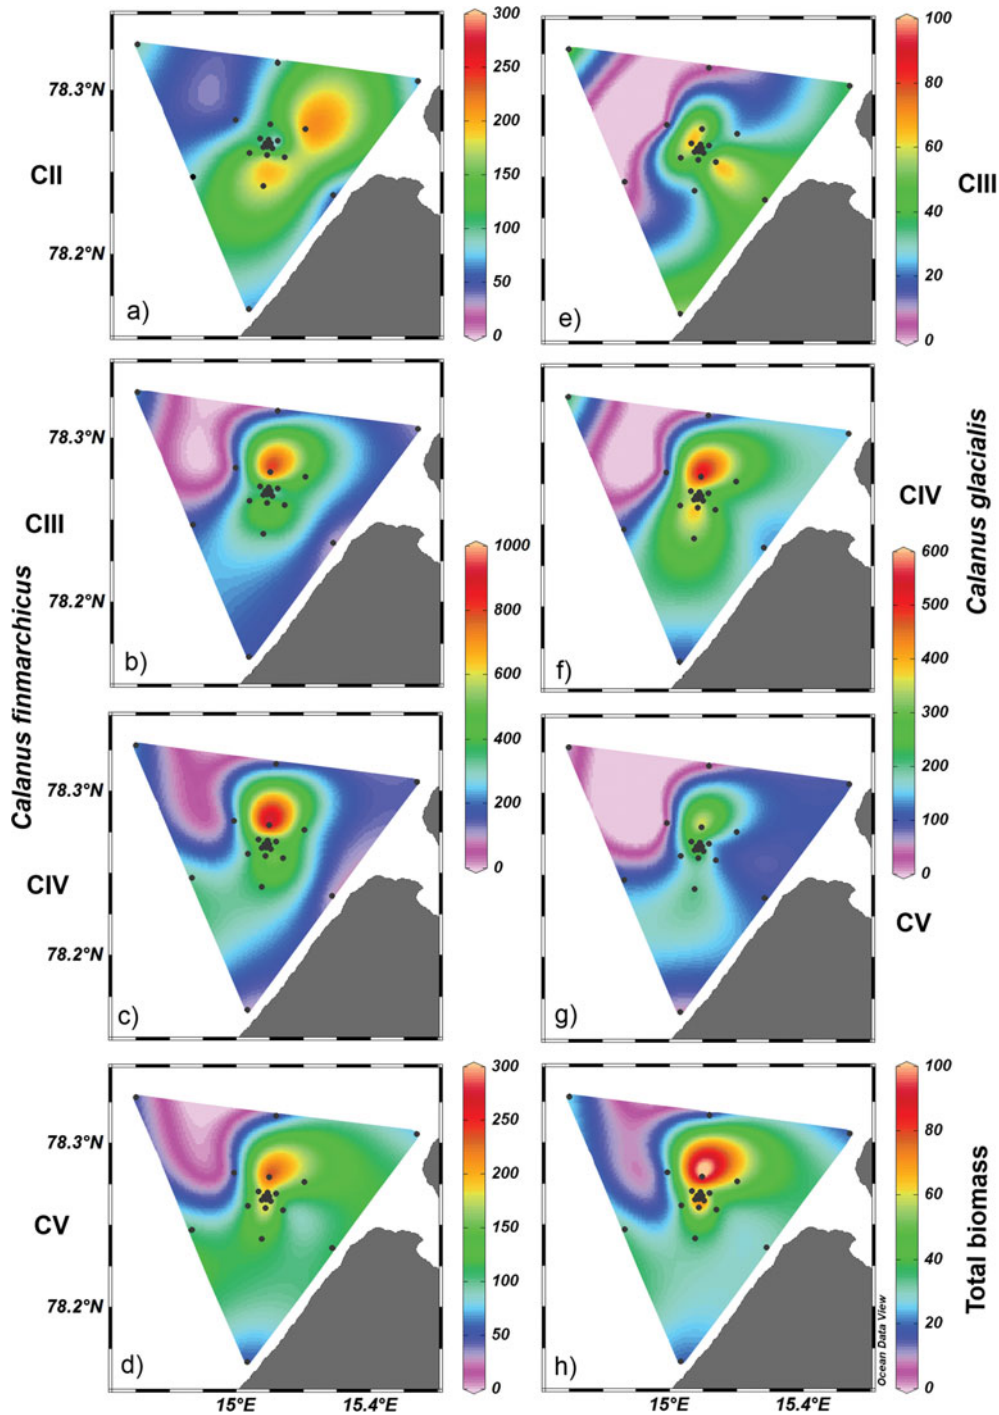 CII
78.3°N
78.2°N
a)
300
250
200
150
100
50
0
e)
100
80
60
40
20
0
CIII
Calanus finmarchicus
CIII
78.3°N
78.2°N
b)
1000
800
600
400
200
0
f)
CIV
Calanus glacialis
600
500
400
300
200
100
0
CIV
78.3°N
78.2°N
c)
g)
CV
CV
78.3°N
78.2°N
d)
15°E
15.4°E
300
250
200
150
100
50
0
h)
15°E
15.4°E
Ocean Data View
100
80
60
40
20
0
Total biomass